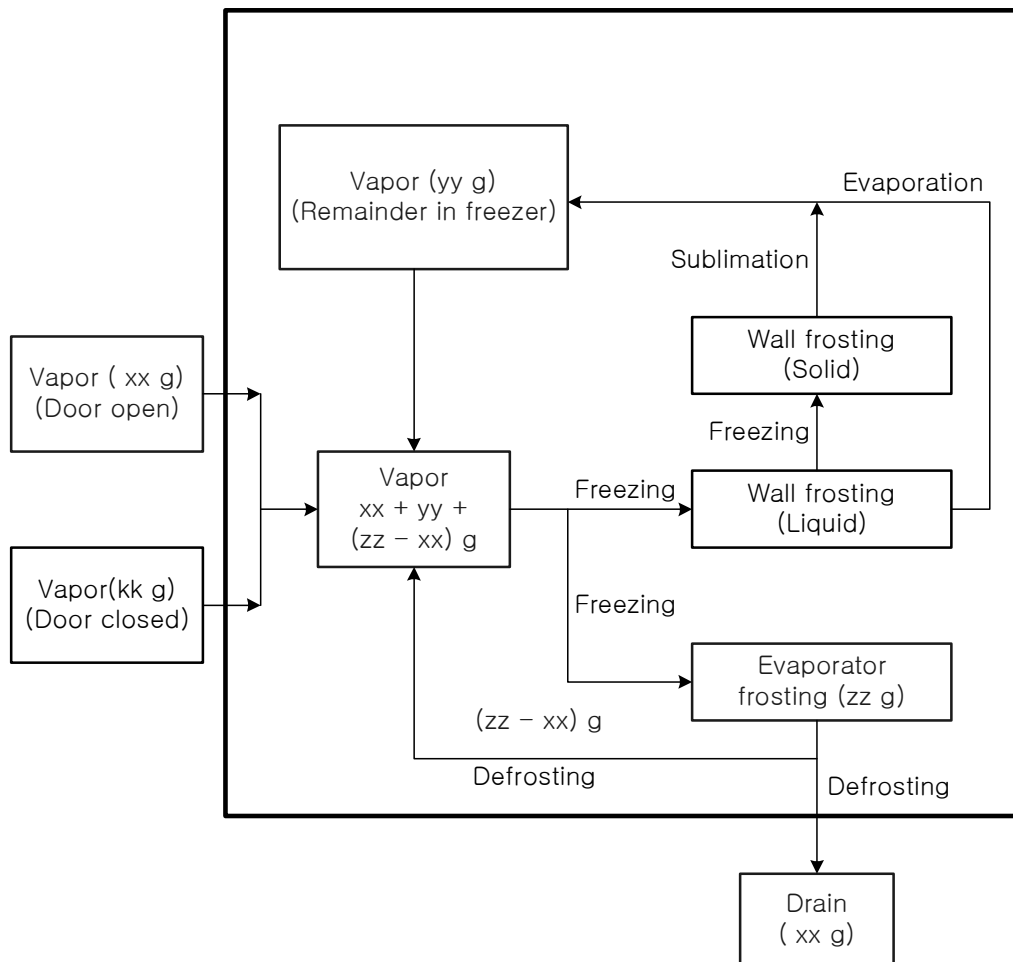 Vapor (yy g)
(Remainder in freezer)
Evaporation
Sublimation
Wall frosting
(Solid)
Vapor ( xx g)
(Door open)
Freezing
Vapor
xx + yy +
(zz - xx) g
Freezing
Wall frosting
(Liquid)
Vapor(kk g)
(Door closed)
Freezing
Evaporator
frosting (zz g)
(zz - xx) g
Defrosting
Defrosting
Drain
( xx g)